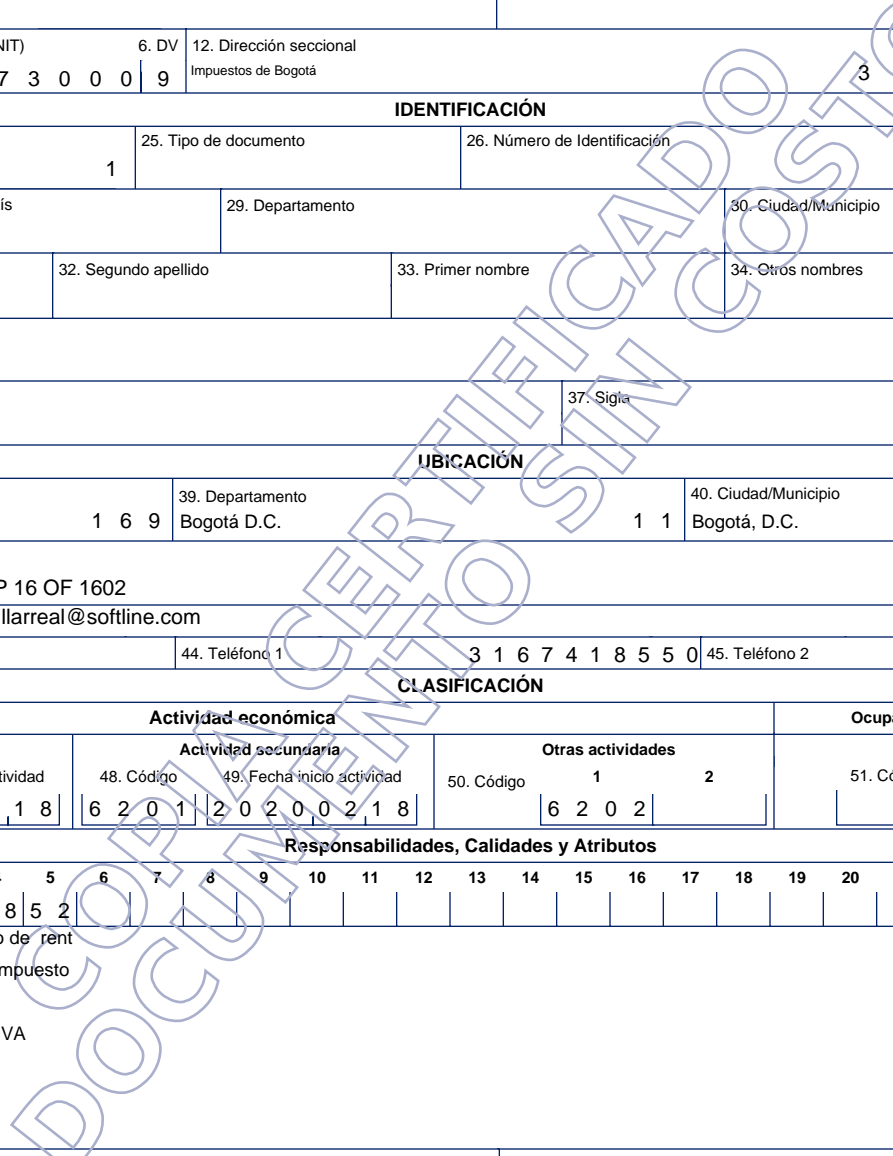 NIT) 6. DV 12. Dirección seccional
7 3 0 0 0 9 Impuestos de Bogotá 3
IDENTIFICACIÓN
25. Tipo de documento 26. Número de Identificación
1
ís 29. Departamento 30. Ciudad/Municipio
32. Segundo apellido 33. Primer nombre 34. Otros nombres
37. Sigla
UBICACIÓN
39. Departamento 40. Ciudad/Municipio
1 6 9 Bogotá D.C. 1 1 Bogotá, D.C.
P 16 OF 1602
llarreal@softline.com
44. Teléfono 1 3 1 6 7 4 1 8 5 5 0 45. Teléfono 2
CLASIFICACIÓN
Actividad económica Ocupa
Actividad secundaria Otras actividades
tividad 48. Código 49. Fecha inicio actividad 50. Código 1 2 51. Có
1 8 6 2 0 1 2 0 2 0 0 2 1 8 6 2 0 2
Responsabilidades, Calidades y Atributos
5 6 7 8 9 10 11 12 13 14 15 16 17 18 19 20
8 5 2
o de rent
mpuesto
VA
COPIA CERTIFICADO
DOCUMENTO SIN COSTO